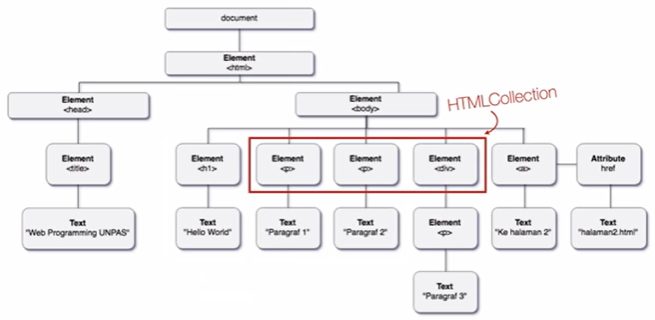 document
Element
<html>
Element
<head>
Element
<body>
HTMLCollection
Element
<title>
Element
<h1>
Element
<p>
Element
<p>
Element
<div>
Element
<a>
Attribute
href
Text
"Web Programming UNPAS"
Text
"Hello World"
Text
"Paragraf 1"
Text
"Paragraf 2"
Element
<p>
Text
"Ke halaman 2"
Text
"halaman2.html"
Text
"Paragraf 3"